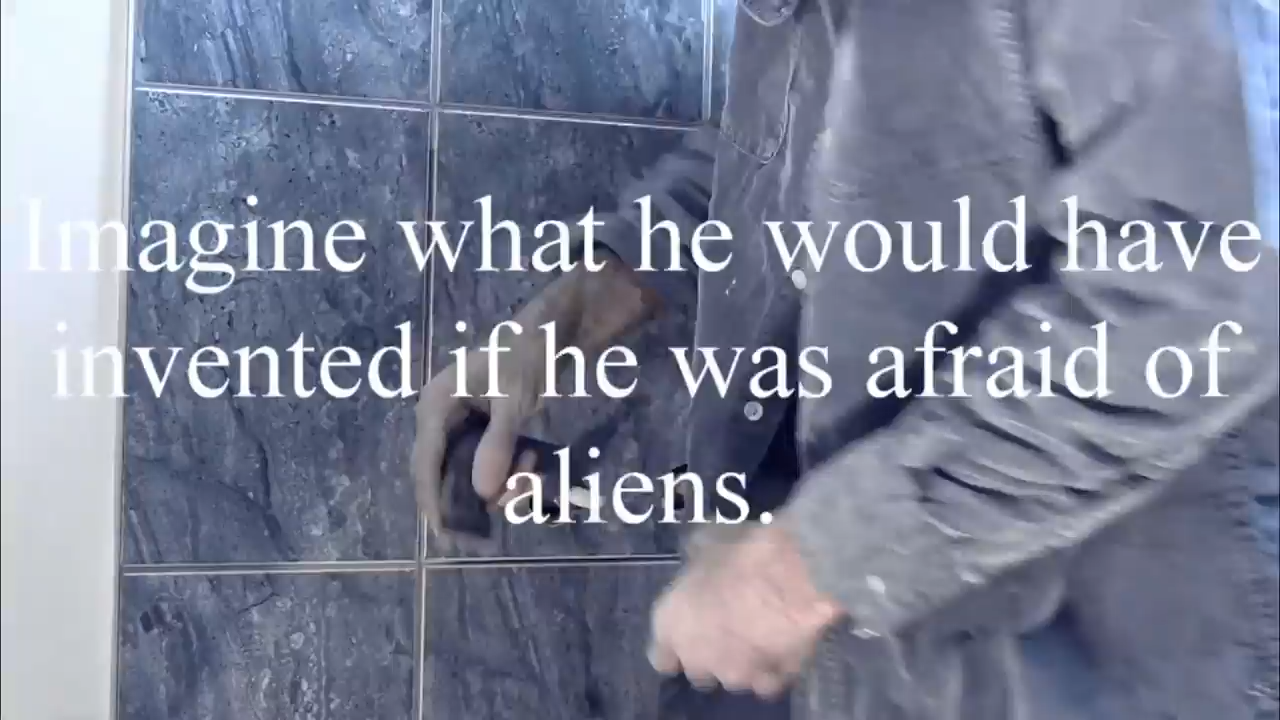 Imagine what he would have
invented if he was afraid of
aliens.